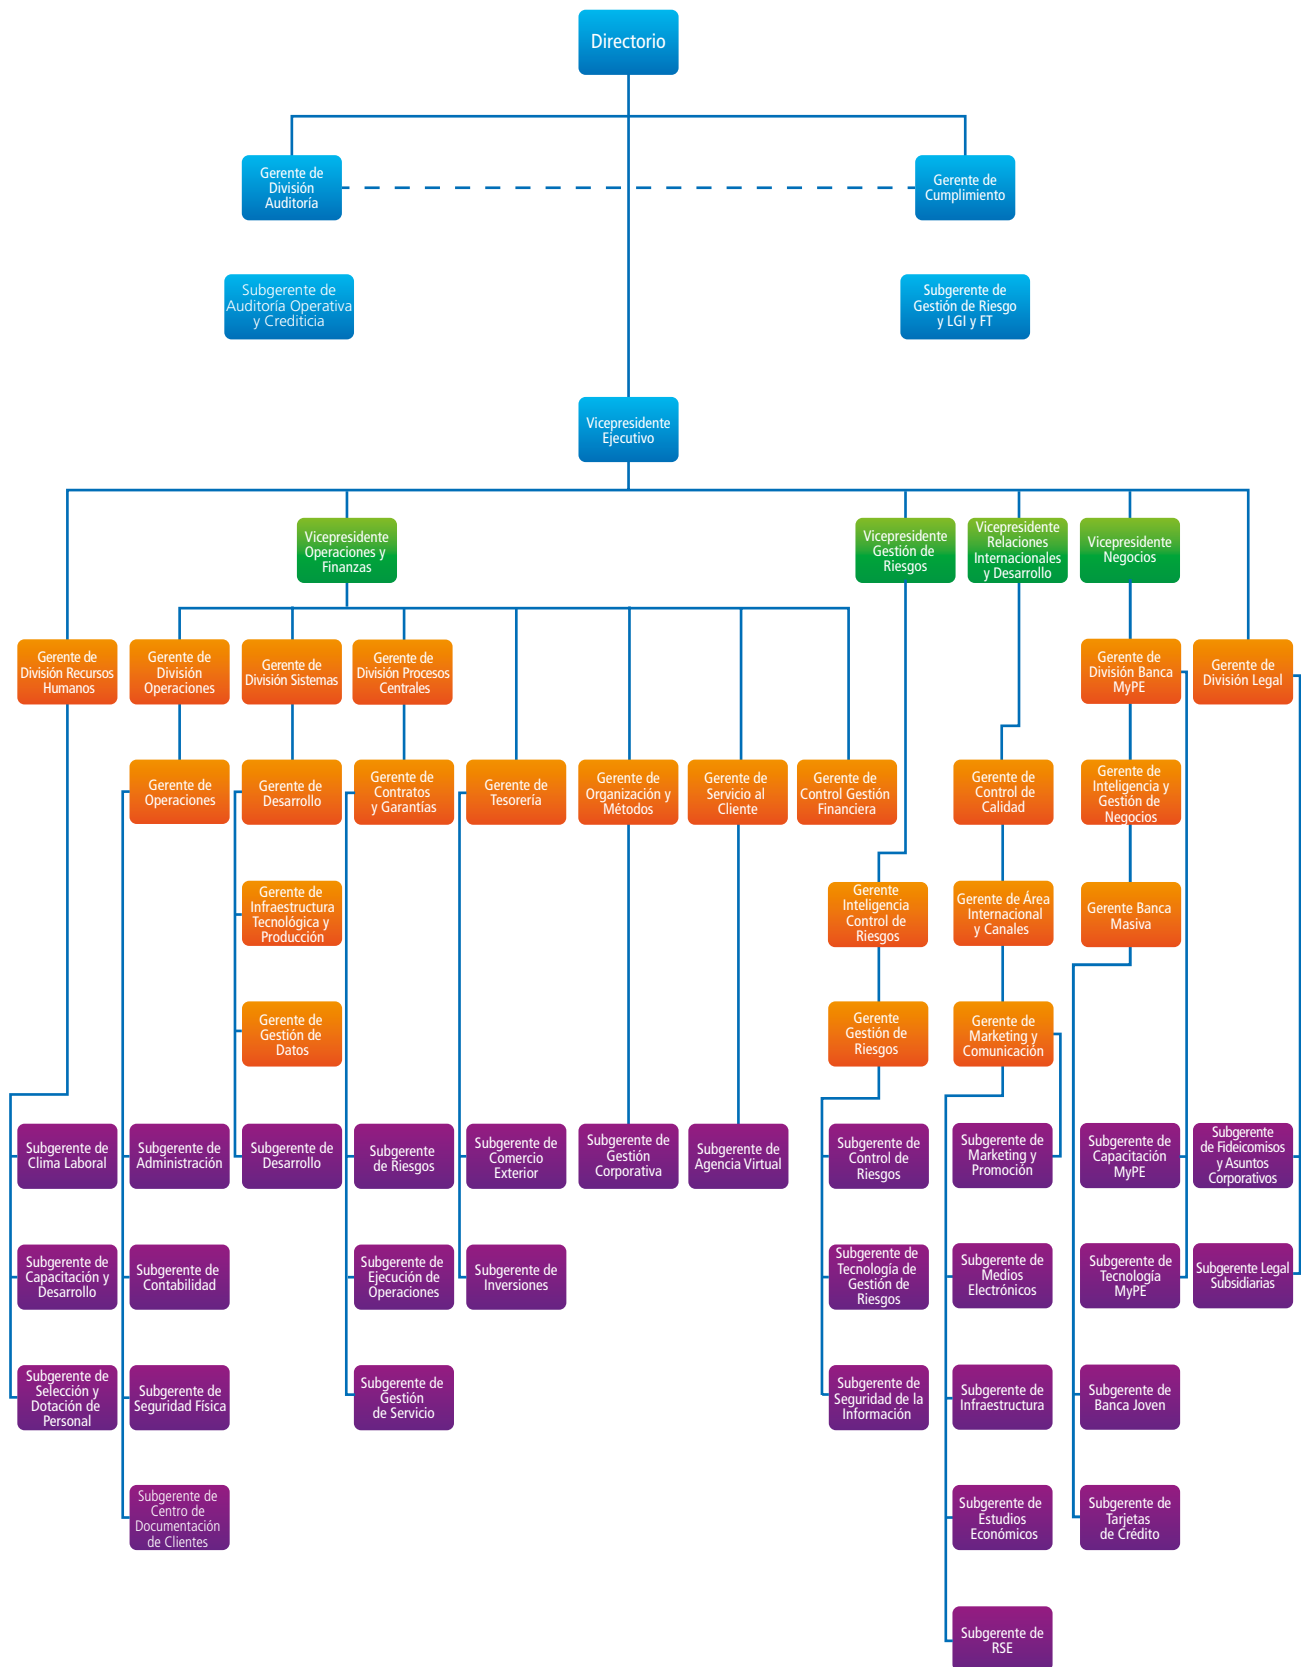 Directorio
Gerente de
División
Auditoría
Gerente de
Cumplimiento
Subgerente de
Auditoría Operativa
y Crediticia
Subgerente de
Gestión de Riesgo
y LGI y FT
Vicepresidente
Ejecutivo
Vicepresidente
Operaciones y
Finanzas
Vicepresidente
Gestión de
Riesgos
Vicepresidente
Relaciones
Internacionales
y Desarrollo
Vicepresidente
Negocios
Gerente de
División Recursos
Humanos
Gerente de
División
Operaciones
Gerente de
División Sistemas
Gerente de
División Procesos
Centrales
Gerente de
División Banca
MyPE
Gerente de
División Legal
Gerente de
Operaciones
Gerente de
Desarrollo
Gerente de
Contratos
y Garantías
Gerente de
Tesorería
Gerente de
Organización y
Métodos
Gerente de
Servicio al
Cliente
Gerente de
Control Gestión
Financiera
Gerente de
Control de
Calidad
Gerente de
Inteligencia y
Gestión de
Negocios
Gerente de
Infraestructura
Tecnológica y
Producción
Gerente
Inteligencia
Control de
Riesgos
Gerente de Área
Internacional
y Canales
Gerente Banca
Masiva
Gerente de
Gestión de
Datos
Gerente
Gestión de
Riesgos
Gerente de
Marketing y
Comunicación
Subgerente de
Clima Laboral
Subgerente de
Administración
Subgerente de
Desarrollo
Subgerente
de Riesgos
Subgerente de
Comercio
Exterior
Subgerente de
Gestión
Corporativa
Subgerente de
Agencia Virtual
Subgerente de
Control de
Riesgos
Subgerente de
Marketing y
Promoción
Subgerente de
Capacitación
MyPE
Subgerente
de Fideicomisos
y Asuntos
Corporativos
Subgerente de
Capacitación y
Desarrollo
Subgerente de
Contabilidad
Subgerente de
Ejecución de
Operaciones
Subgerente de
Inversiones
Subgerente de
Tecnología de
Gestión de
Riesgos
Subgerente de
Medios
Electrónicos
Subgerente de
Tecnología
MyPE
Subgerente Legal
Subsidiarias
Subgerente de
Selección y
Dotación de
Personal
Subgerente de
Seguridad Física
Subgerente de
Gestión
de Servicio
Subgerente de
Seguridad de la
Información
Subgerente de
Infraestructura
Subgerente de
Banca Joven
Subgerente de
Centro de
Documentación
de Clientes
Subgerente de
Estudios
Económicos
Subgerente de
Tarjetas
de Crédito
Subgerente de
RSE